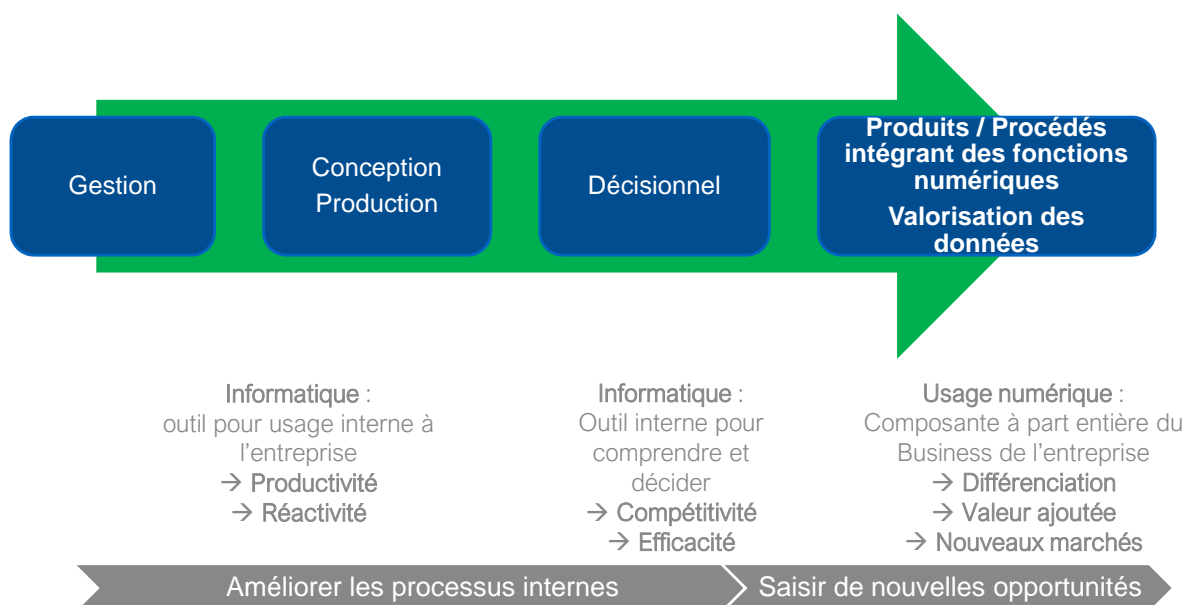 Gestion
Conception
Production
Décisionnel
Produits / Procédés
intégrant des fonctions
numériques
Valorisation des
données
Informatique :
outil pour usage interne à
l’entreprise
→ Productivité
→ Réactivité
Informatique :
Outil interne pour
comprendre et
décider
→ Compétitivité
→ Efficacité
Usage numérique :
Composante à part entière du
Business de l’entreprise
→ Différenciation
→ Valeur ajoutée
→ Nouveaux marchés
Améliorer les processus internes
Saisir de nouvelles opportunités